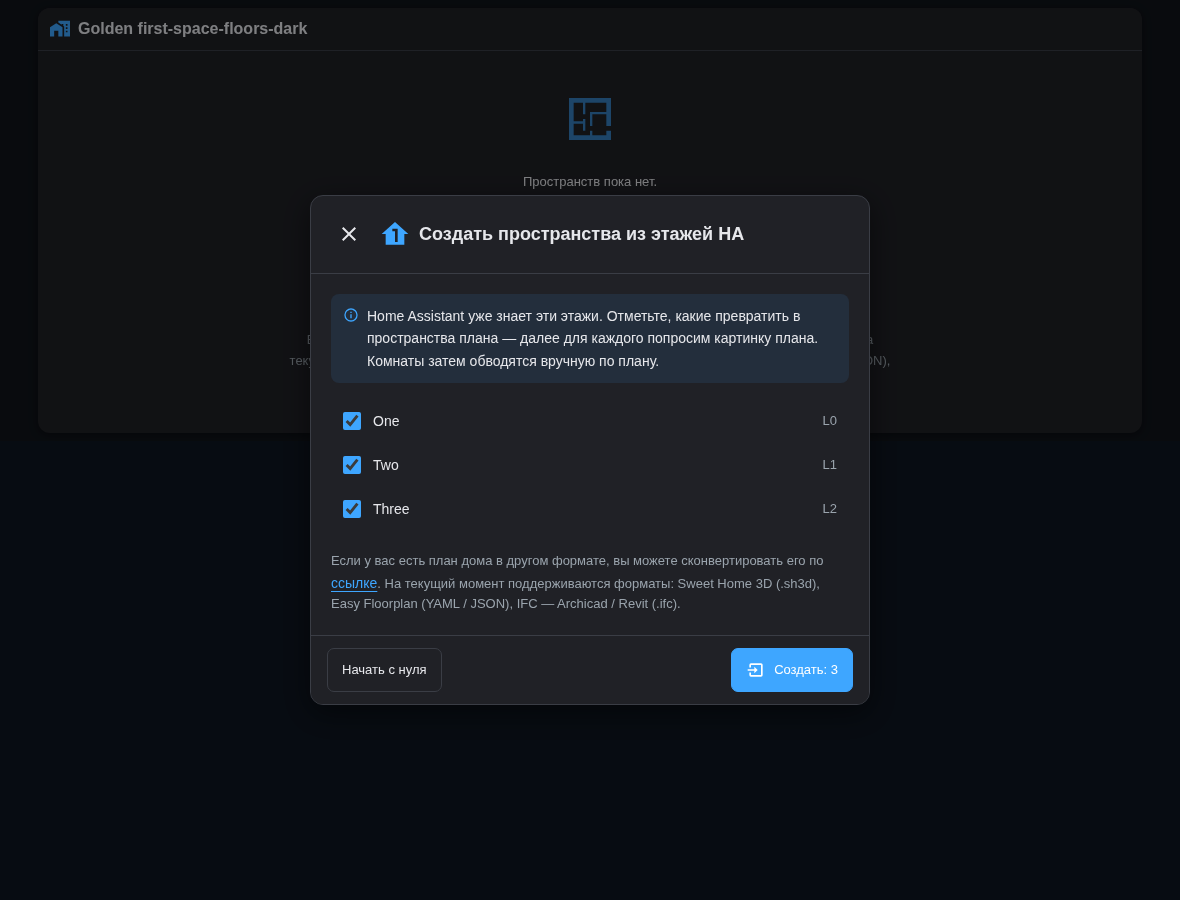 Golden first-space-floors-dark
Пространств пока нет.
Создать пространства из этажей HA
Home Assistant уже знает эти этажи. Отметьте, какие превратить в
пространства плана — далее для каждого попросим картинку плана.
Комнаты затем обводятся вручную по плану.
One L0
Two L1
Three L2
Если у вас есть план дома в другом формате, вы можете сконвертировать его по
ссылке. На текущий момент поддерживаются форматы: Sweet Home 3D (.sh3d),
Easy Floorplan (YAML / JSON), IFC — Archicad / Revit (.ifc).
Начать с нуля
Создать: 3